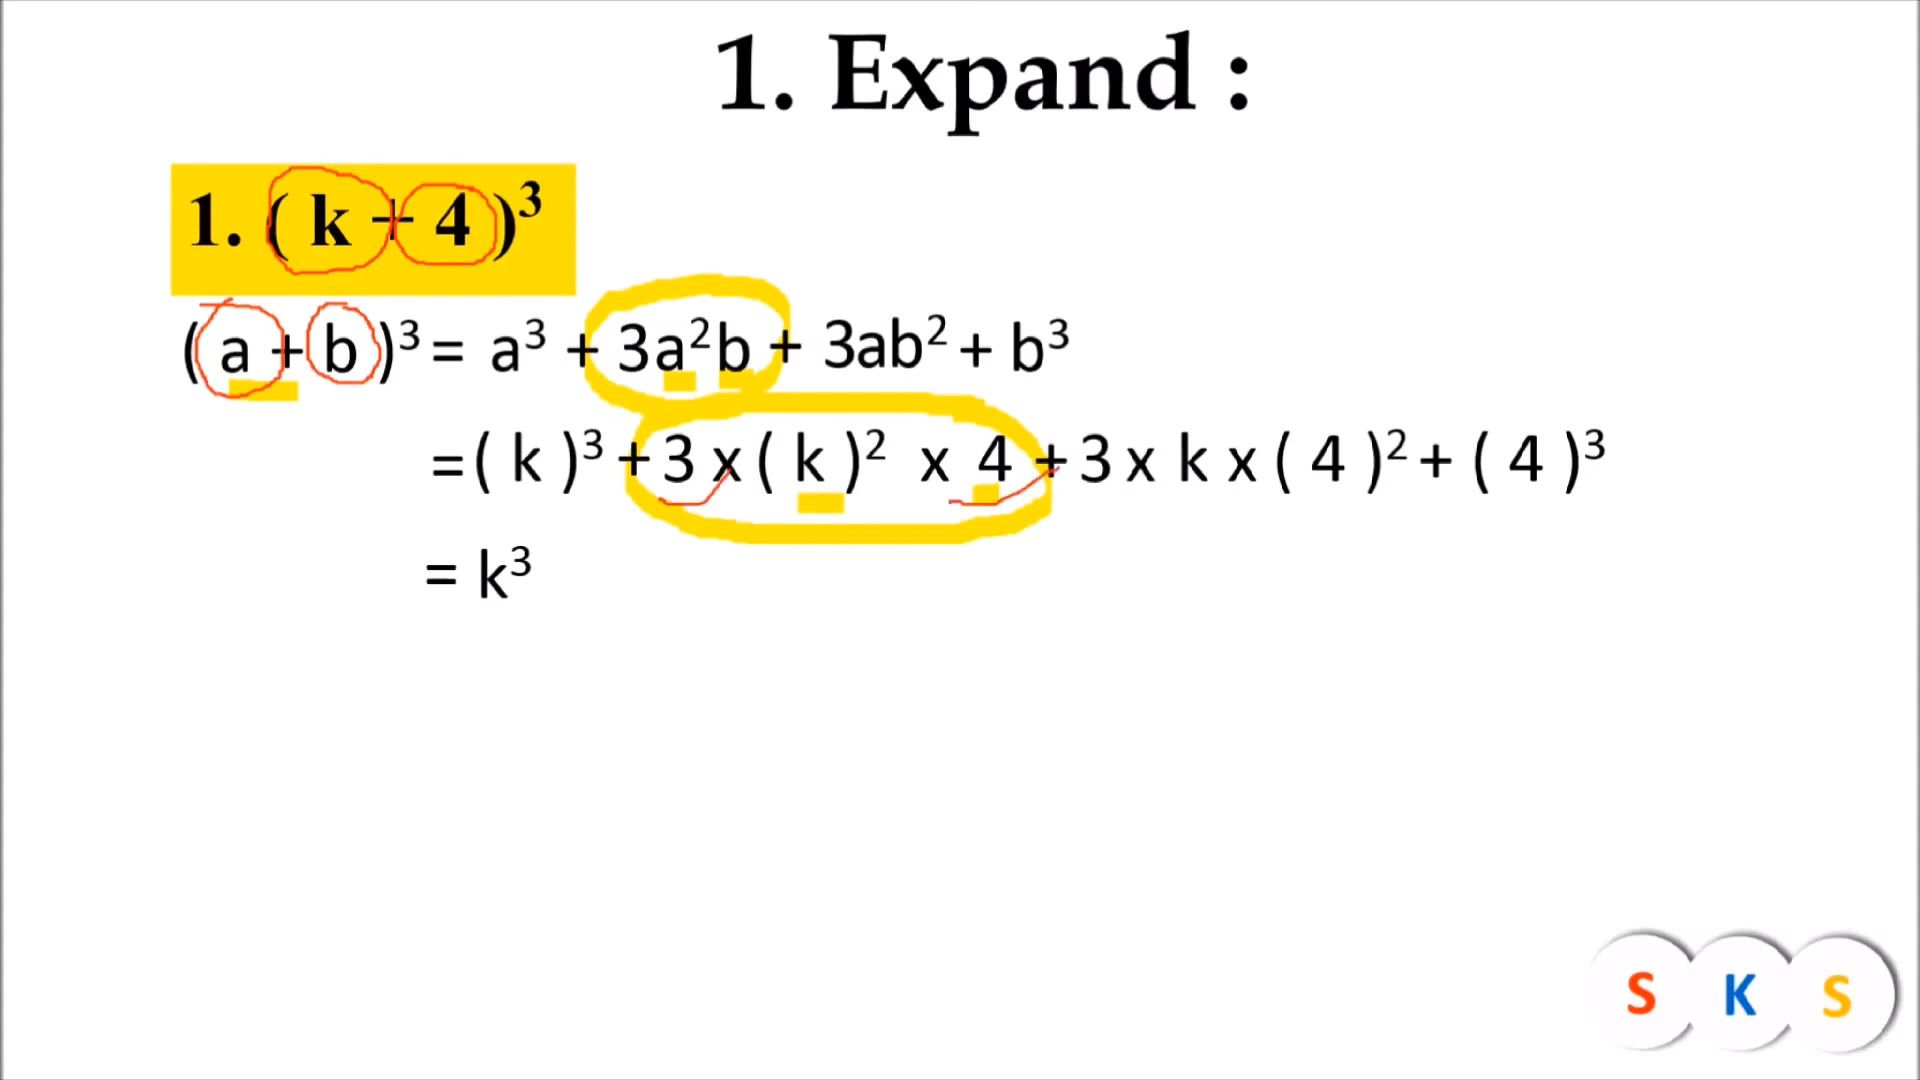 1. Expand :
1. ( k + 4 )³
( a + b )³ = a³ + 3a²b + 3ab² + b³
= ( k )³ + 3 x ( k )² x 4 + 3 x k x ( 4 )² + ( 4 )³
= k³
S K S